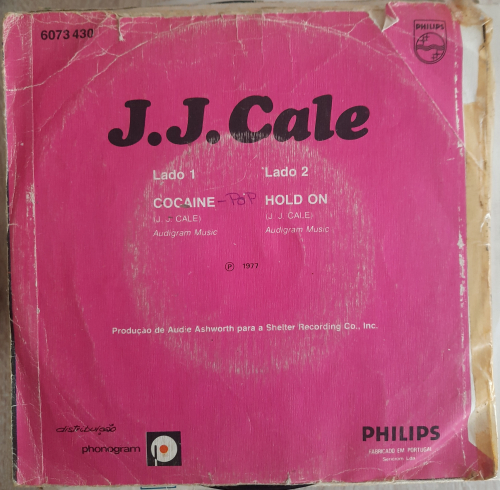 6073 430
PHILIPS
J.J. Cale
Lado 1
COCAINE - POP
(J. J. CALE)
Audigram Music
Lado 2
HOLD ON
(J. J. CALE)
Audigram Music
Ⓟ 1977
Produção de Audie Ashworth para a Shelter Recording Co., Inc.
distribuição
phonogram
PHILIPS
FABRICADO EM PORTUGAL